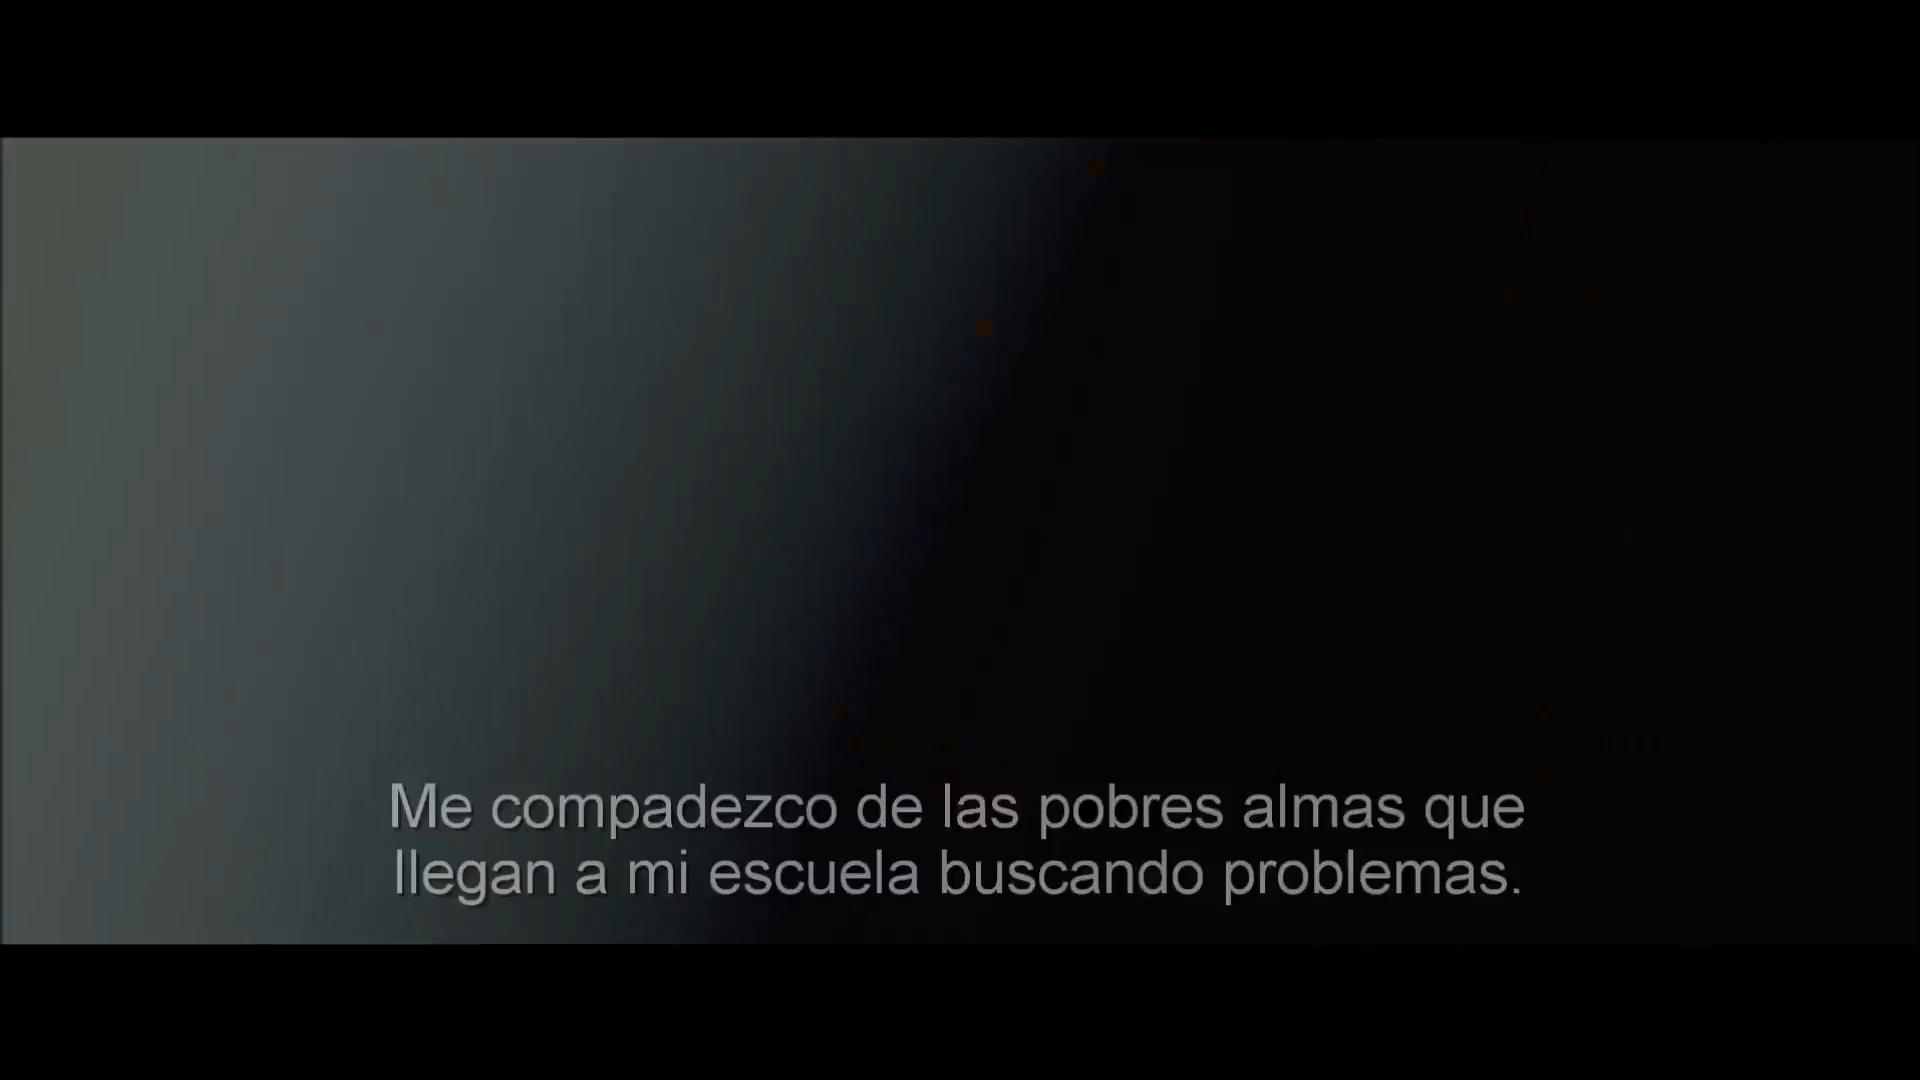 Me compadezco de las pobres almas que
llegan a mi escuela buscando problemas.